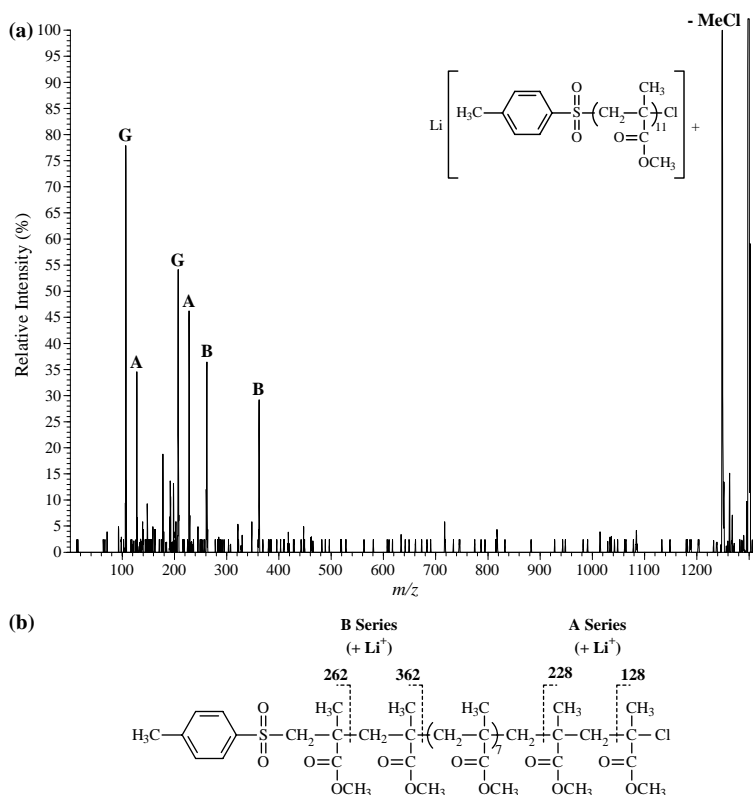 (a)
- MeCl
Relative Intensity (%)
100
95
90
85
80
75
70
65
60
55
50
45
40
35
30
25
20
15
10
5
0
G
A
G
A
B
B
Li
CH3
O
S
O
CH2
CH3
C
11
Cl
O
C
OCH3
+
100 200 300 400 500 600 700 800 900 1000 1100 1200
m/z
(b)
B Series A Series
(+ Li+) (+ Li+)
262 362 228 128
O H3C H3C H3C CH3 CH3
H3C S CH2 C CH2 C CH2 C 7 CH2 C CH2 C Cl
O O C O C O C O C O C
OCH3 OCH3 OCH3 OCH3 OCH3